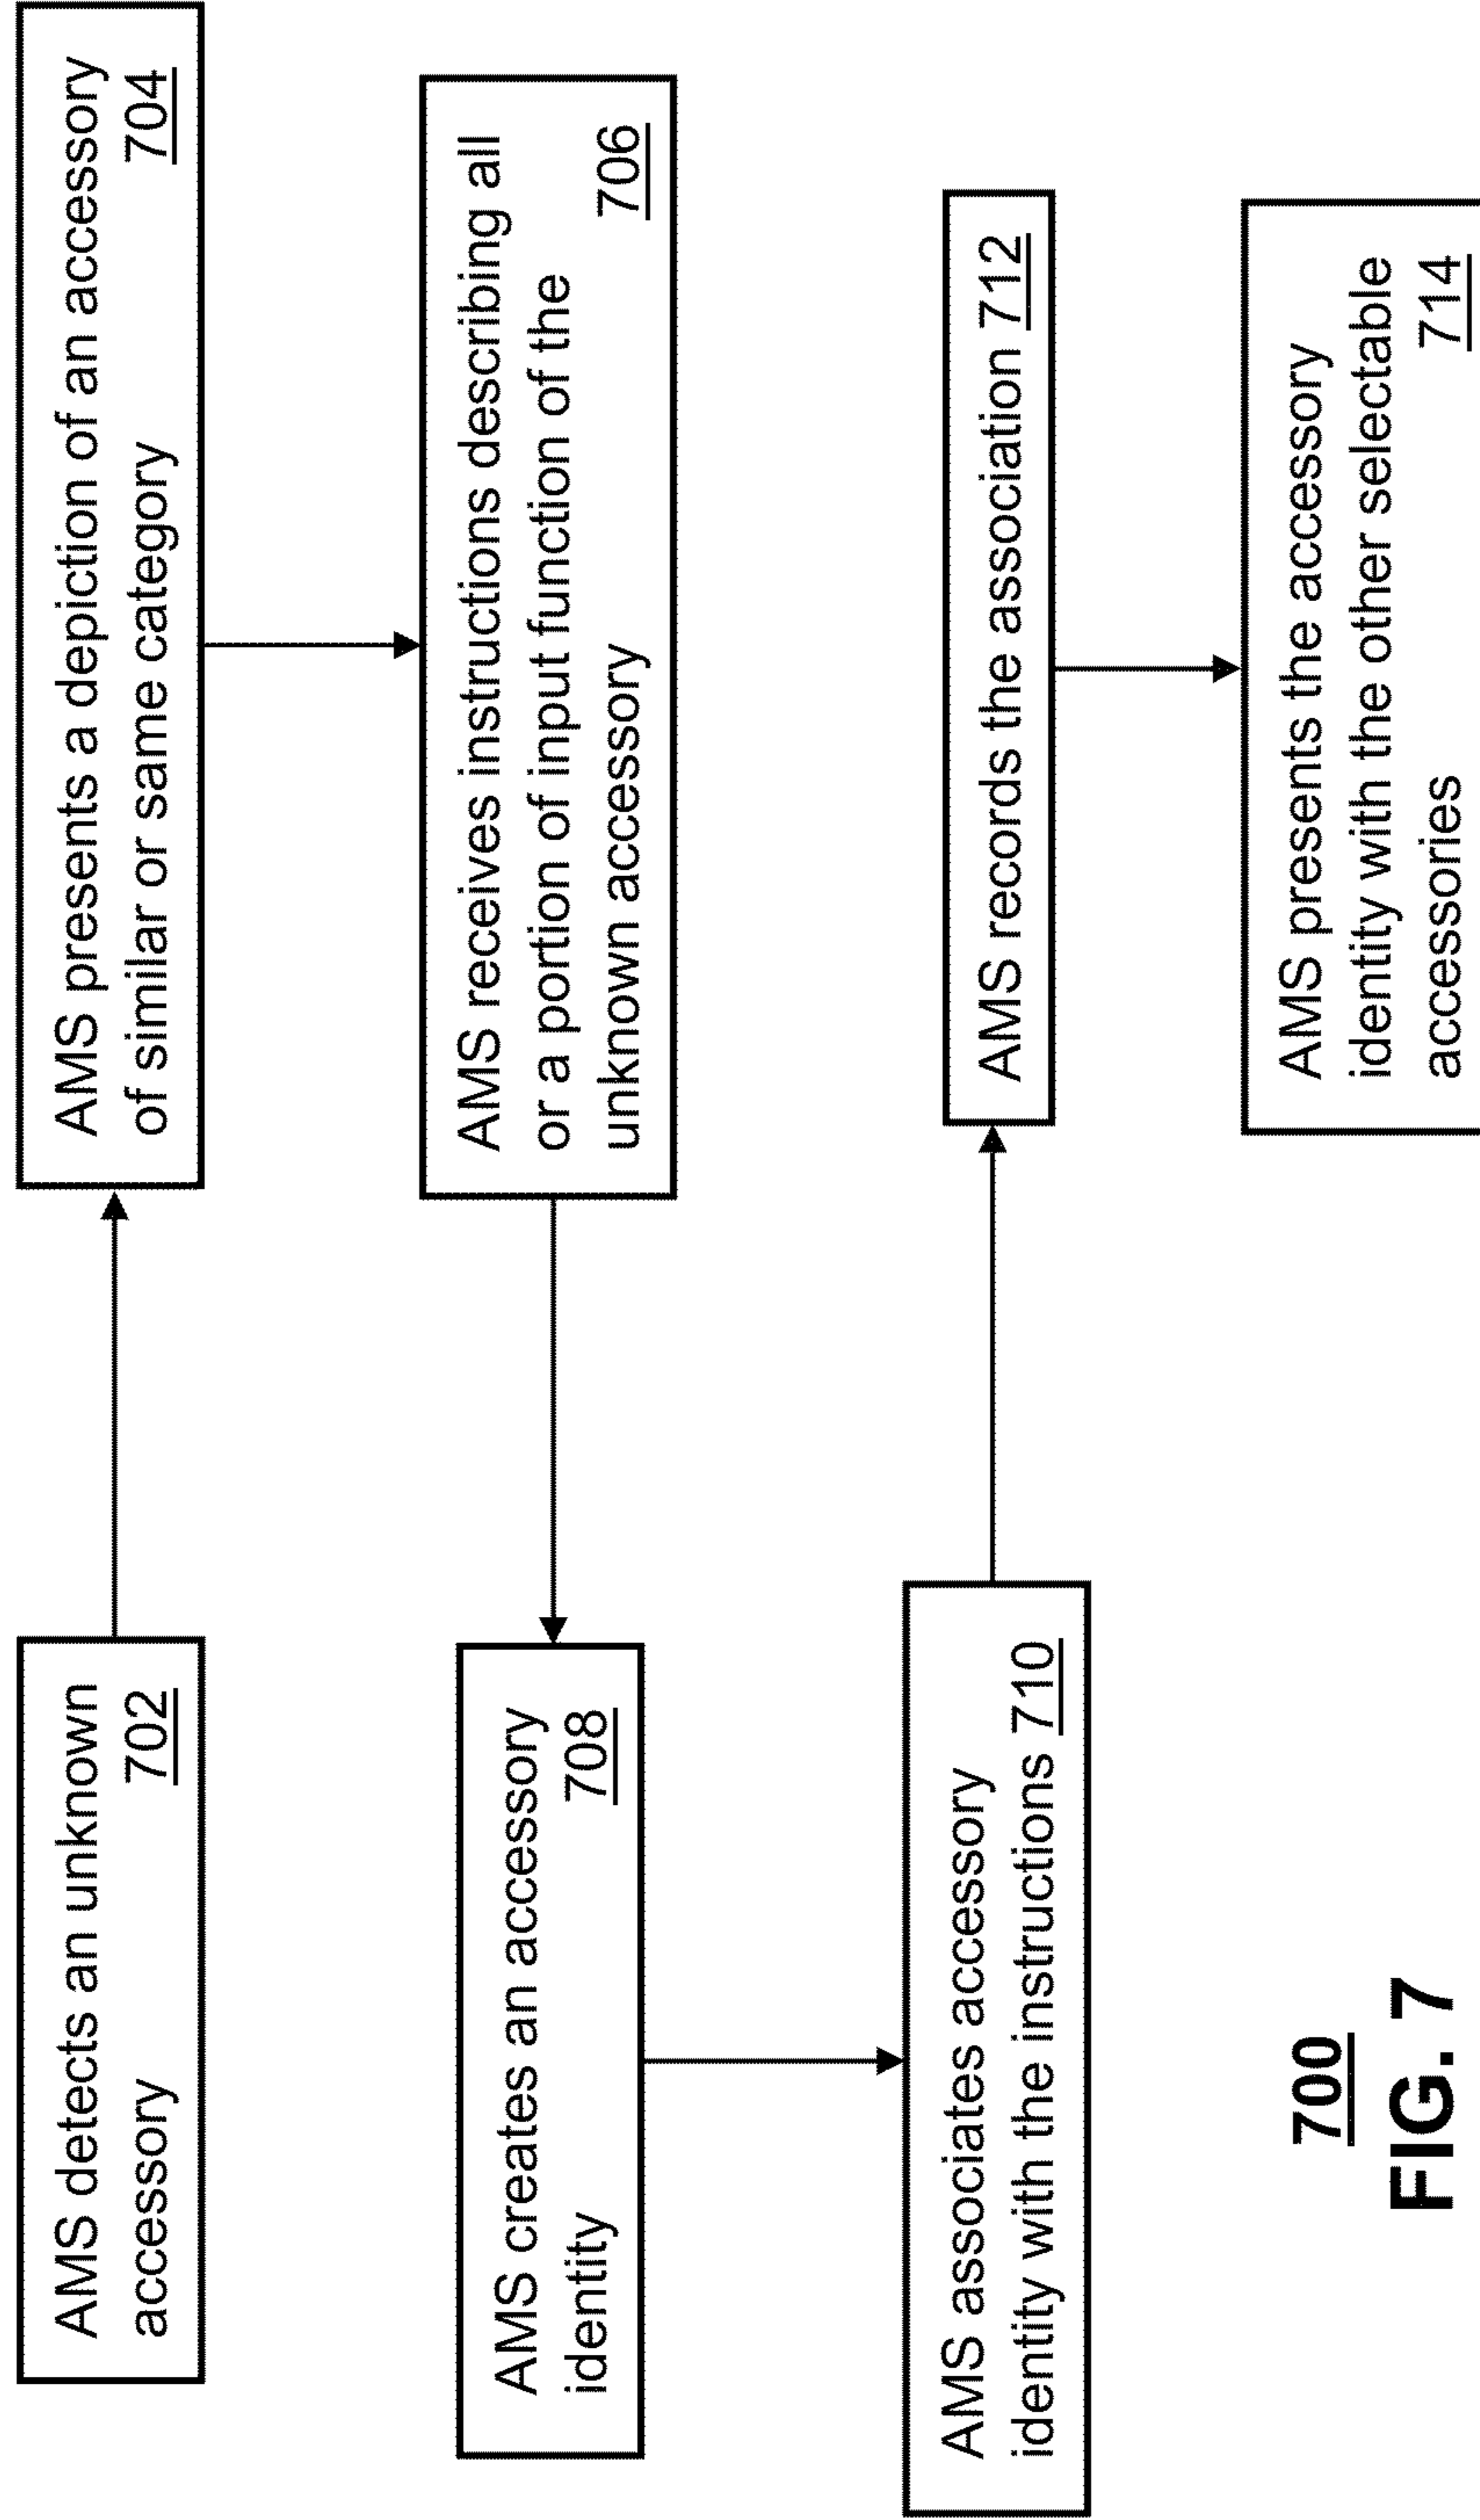 AMS detects an unknown
accessory 702
AMS presents a depiction of an accessory
of similar or same category 704
AMS receives instructions describing all
or a portion of input function of the
unknown accessory 706
AMS creates an accessory
identity 708
AMS associates accessory
identity with the instructions 710
AMS records the association 712
AMS presents the accessory
identity with the other selectable
accessories 714
700
FIG. 7